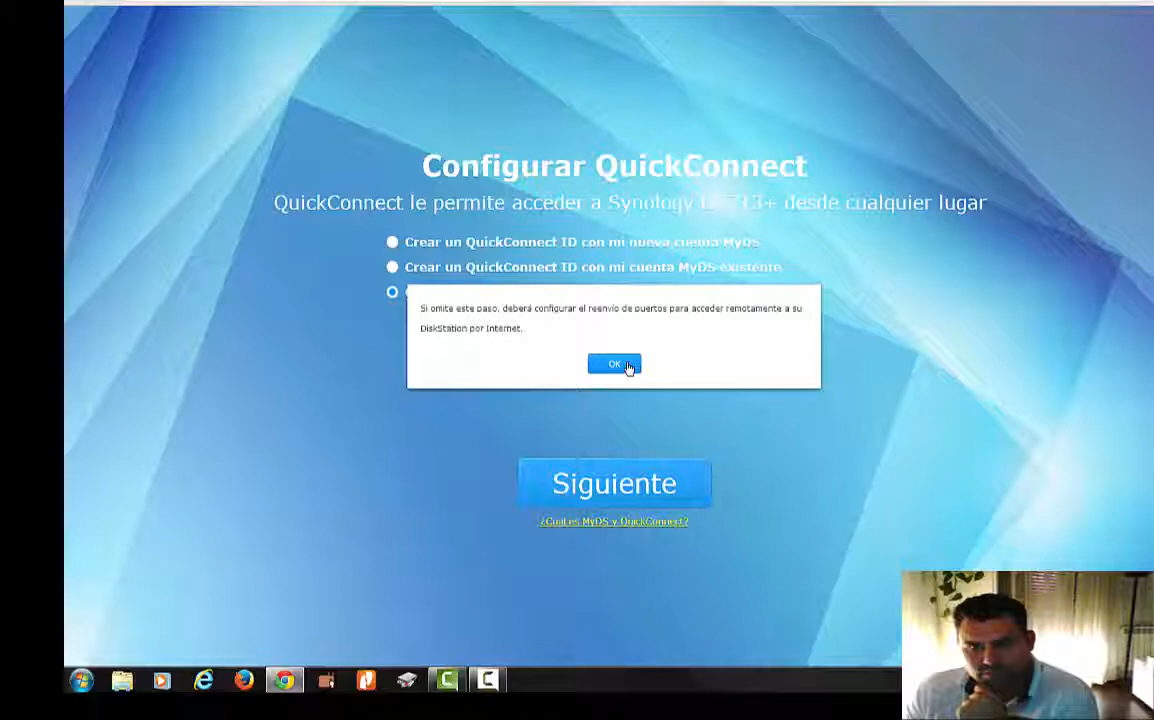 Configurar QuickConnect
QuickConnect le permite acceder a Synology DS713+ desde cualquier lugar
Crear un QuickConnect ID con mi nueva cuenta MyDS
Crear un QuickConnect ID con mi cuenta MyDS existente
Si omite este paso, deberá configurar el reenvío de puertos para acceder remotamente a su
DiskStation por Internet.
OK
Siguiente
¿Cuál es MyDS y QuickConnect?